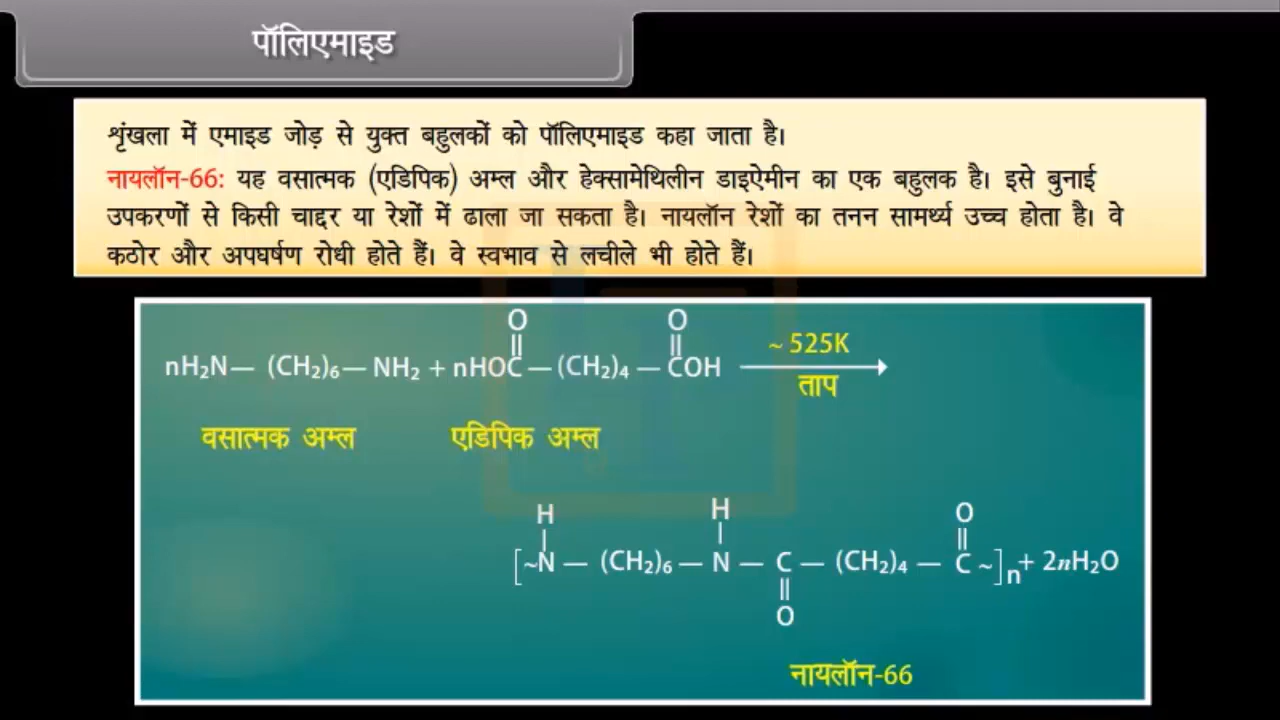 पॉलिएमाइड
शृंखला में एमाइड जोड़ से युक्त बहुलकों को पॉलिएमाइड कहा जाता है।
नायलॉन-66: यह वसात्मक (एडिपिक) अम्ल और हेक्सामेथिलीन डाइऐमीन का एक बहुलक है। इसे बुनाई
उपकरणों से किसी चाद्दर या रेशों में ढाला जा सकता है। नायलॉन रेशों का तनन सामर्थ्य उच्च होता है। वे
कठोर और अपघर्षण रोधी होते हैं। वे स्वभाव से लचीले भी होते हैं।
O O
|| ||
nH₂N— (CH₂)₆— NH₂ + nHOC — (CH₂)₄ — COH
~ 525K
ताप
वसात्मक अम्ल एडिपिक अम्ल
H H O
| | ||
[~N — (CH₂)₆ — N — C — (CH₂)₄ — C ~]ₙ + 2nH₂O
||
O
नायलॉन-66